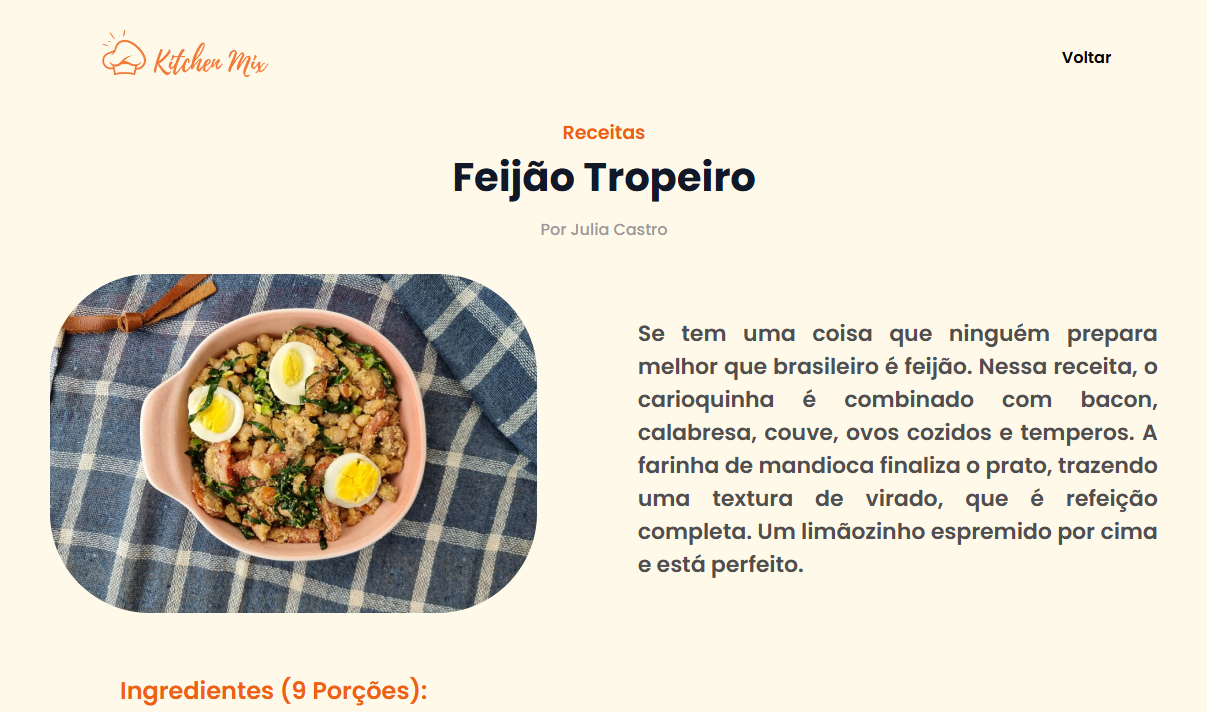 Kitchen Mix
Voltar
Receitas
Feijão Tropeiro
Por Julia Castro
Se tem uma coisa que ninguém prepara
melhor que brasileiro é feijão. Nessa receita, o
carioquinha é combinado com bacon,
calabresa, couve, ovos cozidos e temperos. A
farinha de mandioca finaliza o prato, trazendo
uma textura de virado, que é refeição
completa. Um limãozinho espremido por cima
e está perfeito.
Ingredientes (9 Porções):